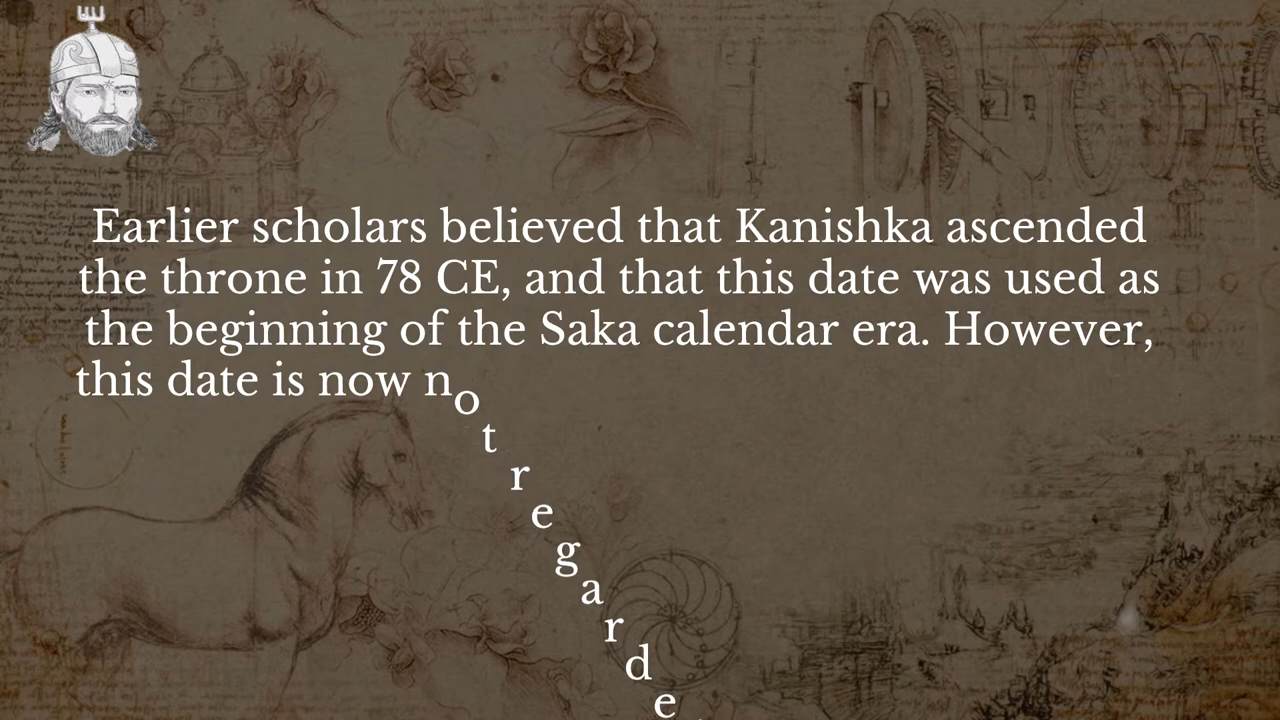 Earlier scholars believed that Kanishka ascended
the throne in 78 CE, and that this date was used as
the beginning of the Saka calendar era. However,
this date is now not regarde